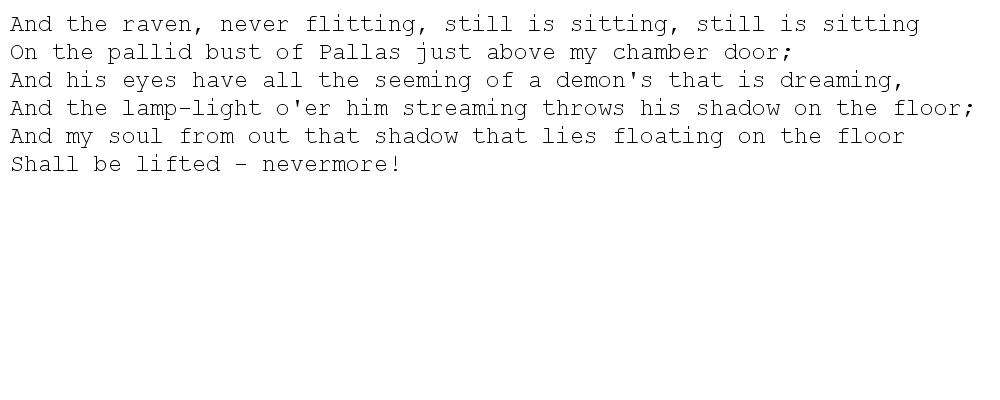 And the raven, never flitting, still is sitting, still is sitting
On the pallid bust of Pallas just above my chamber door;
And his eyes have all the seeming of a demon's that is dreaming,
And the lamp-light o'er him streaming throws his shadow on the floor;
And my soul from out that shadow that lies floating on the floor
Shall be lifted - nevermore!